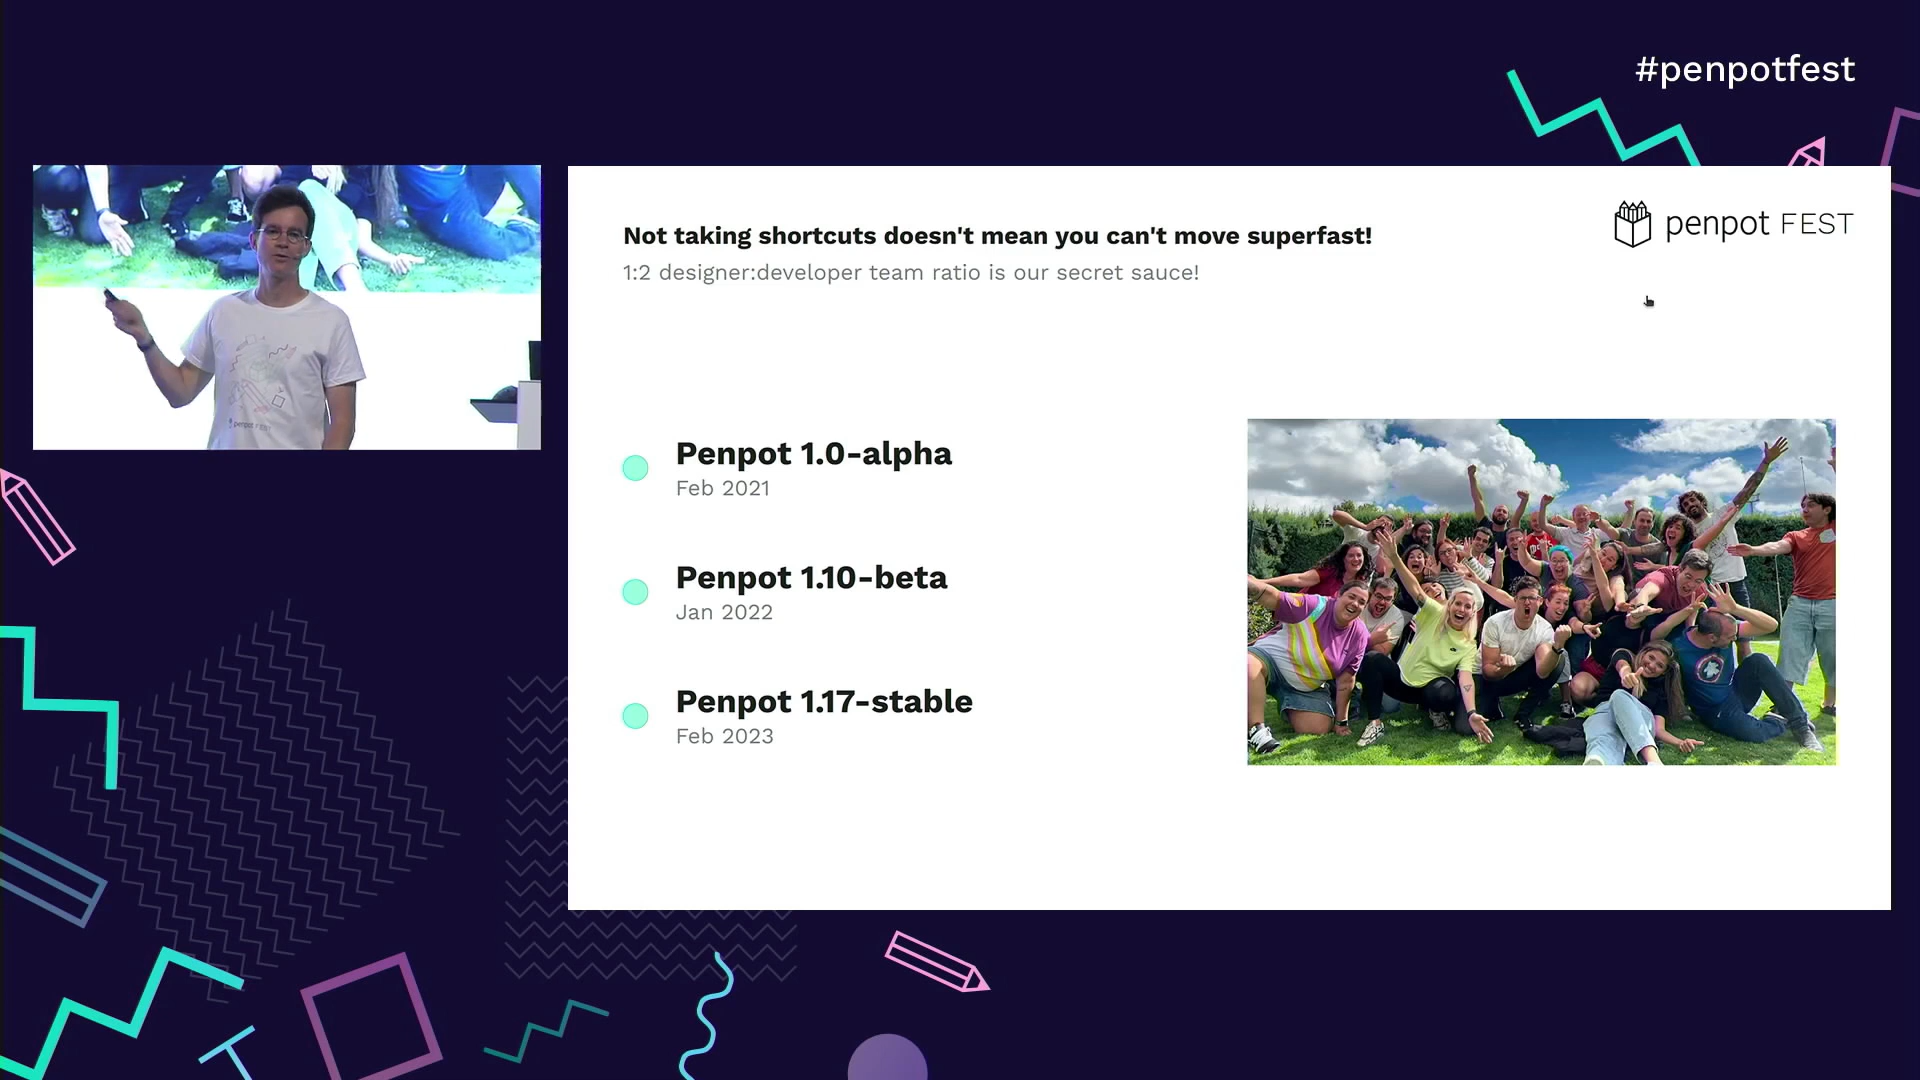 #penpotfest
penpot FEST
Not taking shortcuts doesn't mean you can't move superfast!
1:2 designer:developer team ratio is our secret sauce!
Penpot 1.0-alpha
Feb 2021
Penpot 1.10-beta
Jan 2022
Penpot 1.17-stable
Feb 2023
penpot FEST